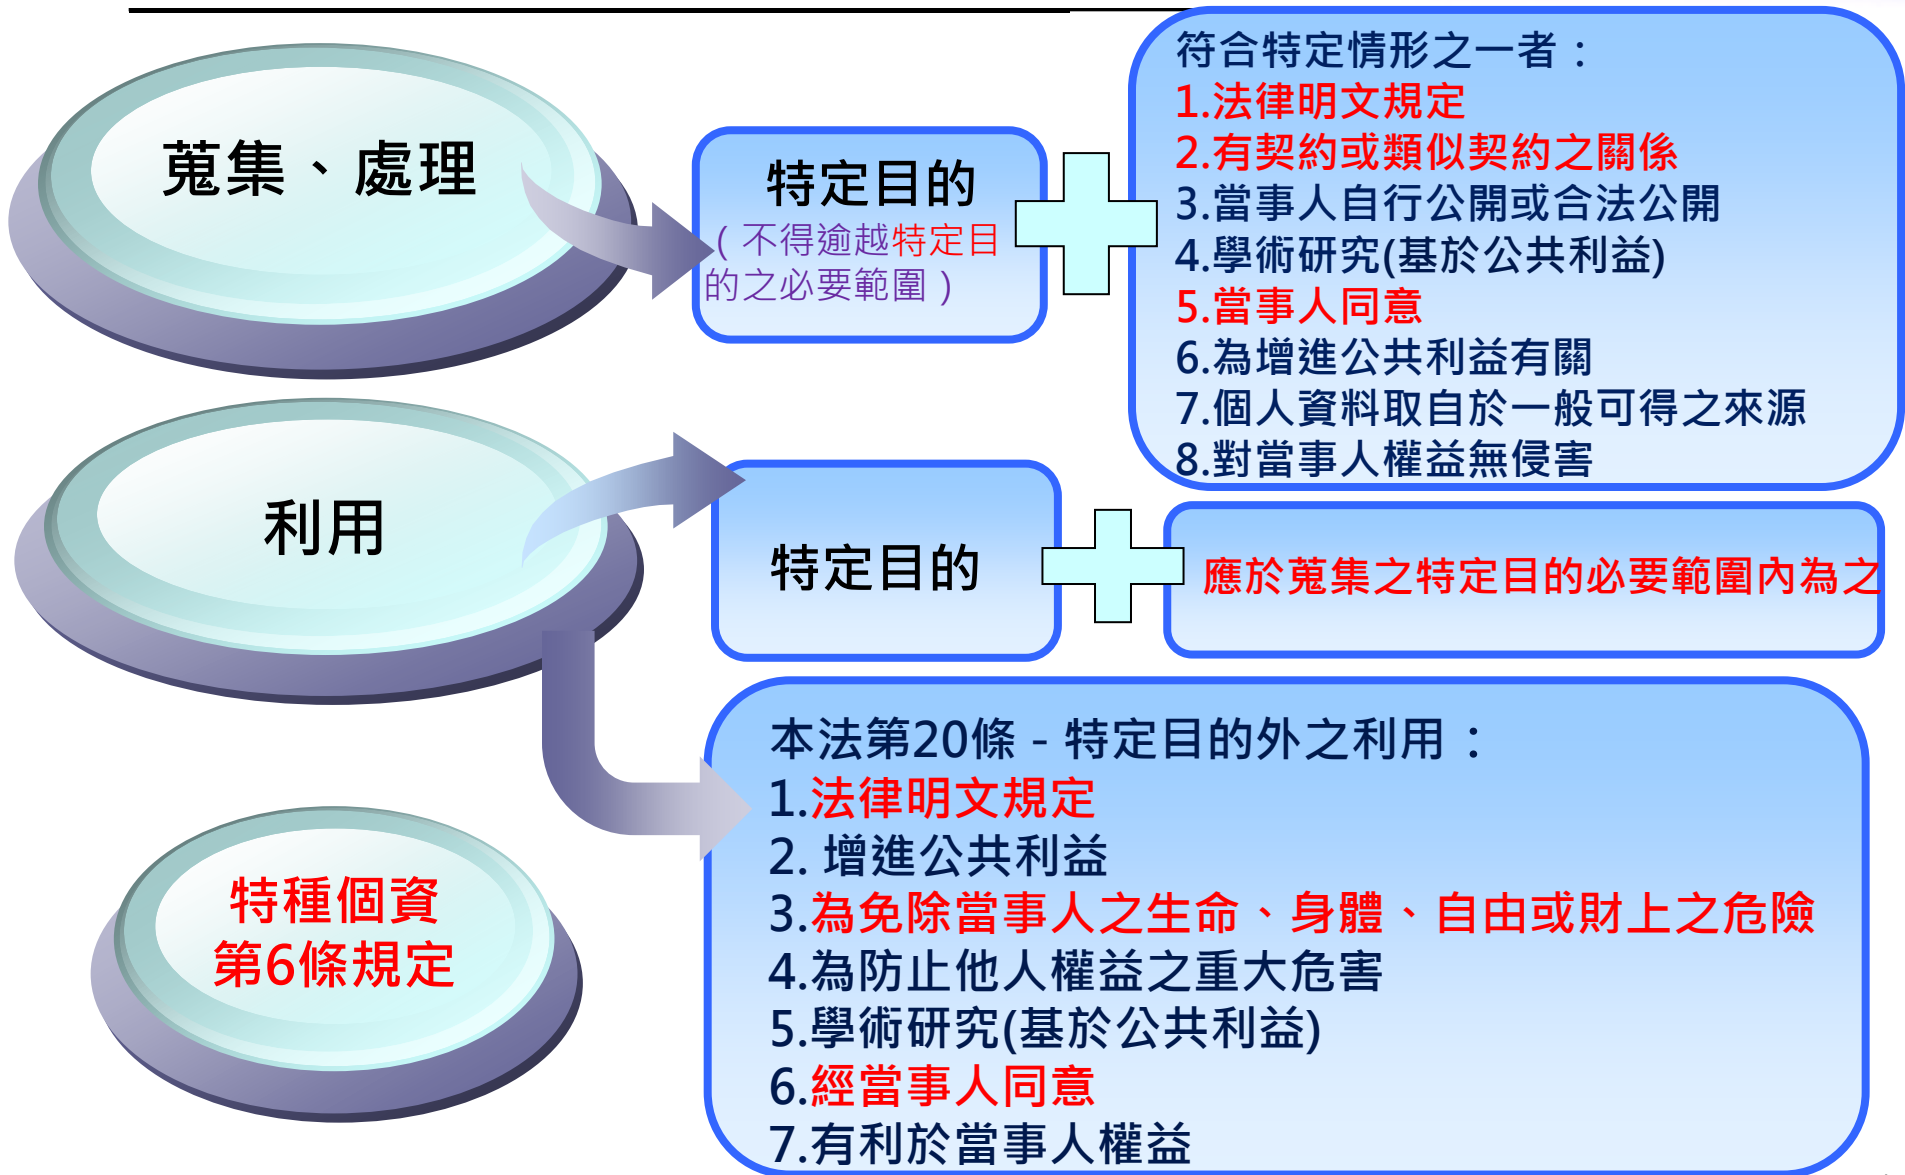 蒐集、處理
特定目的
（不得逾越特定目
的之必要範圍）
符合特定情形之一者：
1.法律明文規定
2.有契約或類似契約之關係
3.當事人自行公開或合法公開
4.學術研究(基於公共利益)
5.當事人同意
6.為增進公共利益有關
7.個人資料取自於一般可得之來源
8.對當事人權益無侵害
利用
特定目的
應於蒐集之特定目的必要範圍內為之
本法第20條－特定目的外之利用：
1.法律明文規定
2. 增進公共利益
3.為免除當事人之生命、身體、自由或財上之危險
4.為防止他人權益之重大危害
5.學術研究(基於公共利益)
6.經當事人同意
7.有利於當事人權益
特種個資
第6條規定